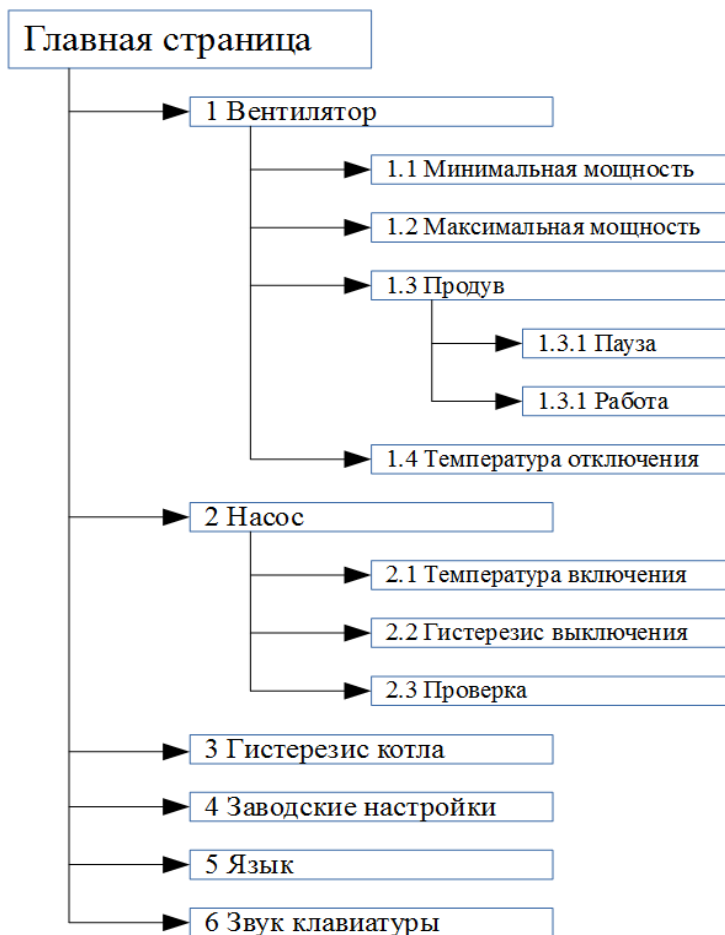 Главная страница
1 Вентилятор
1.1 Минимальная мощность
1.2 Максимальная мощность
1.3 Продув
1.3.1 Пауза
1.3.1 Работа
1.4 Температура отключения
2 Насос
2.1 Температура включения
2.2 Гистерезис выключения
2.3 Проверка
3 Гистерезис котла
4 Заводские настройки
5 Язык
6 Звук клавиатуры